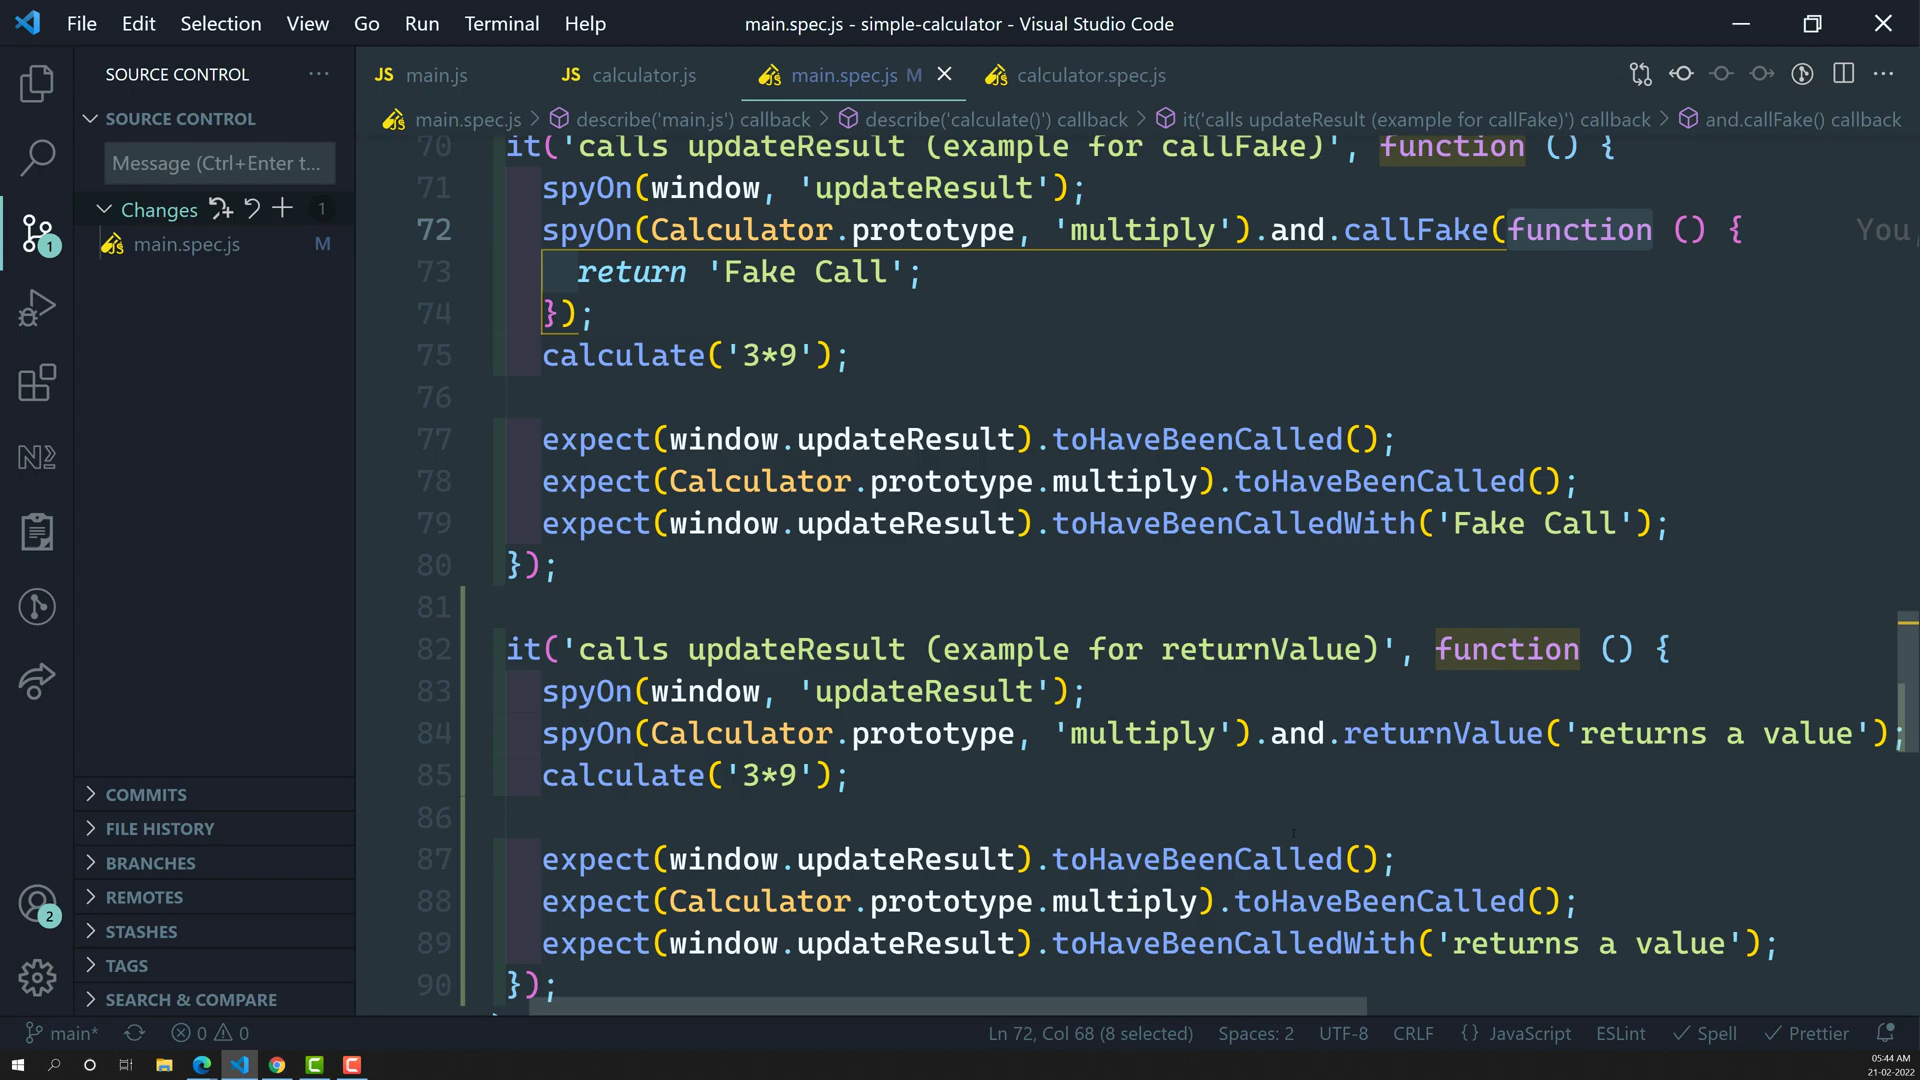 File Edit Selection View Go Run Terminal Help
main.spec.js - simple-calculator - Visual Studio Code
SOURCE CONTROL
SOURCE CONTROL
Message (Ctrl+Enter t...
Changes 1
main.spec.js M
COMMITS
FILE HISTORY
BRANCHES
REMOTES
STASHES
TAGS
SEARCH & COMPARE
1
2
JS main.js
JS calculator.js
main.spec.js M
calculator.spec.js
main.spec.js > describe('main.js') callback > describe('calculate()') callback > it('calls updateResult (example for callFake)') callback > and.callFake() callback
70 it('calls updateResult (example for callFake)', function () {
71 spyOn(window, 'updateResult');
72 spyOn(Calculator.prototype, 'multiply').and.callFake(function () { You,
73 return 'Fake Call';
74 });
75 calculate('3*9');
76
77 expect(window.updateResult).toHaveBeenCalled();
78 expect(Calculator.prototype.multiply).toHaveBeenCalled();
79 expect(window.updateResult).toHaveBeenCalledWith('Fake Call');
80 });
81
82 it('calls updateResult (example for returnValue)', function () {
83 spyOn(window, 'updateResult');
84 spyOn(Calculator.prototype, 'multiply').and.returnValue('returns a value');
85 calculate('3*9');
86
87 expect(window.updateResult).toHaveBeenCalled();
88 expect(Calculator.prototype.multiply).toHaveBeenCalled();
89 expect(window.updateResult).toHaveBeenCalledWith('returns a value');
90 });
main* 0 0 Ln 72, Col 68 (8 selected) Spaces: 2 UTF-8 CRLF {} JavaScript ESLint Spell Prettier
05:44 AM
21-02-2022